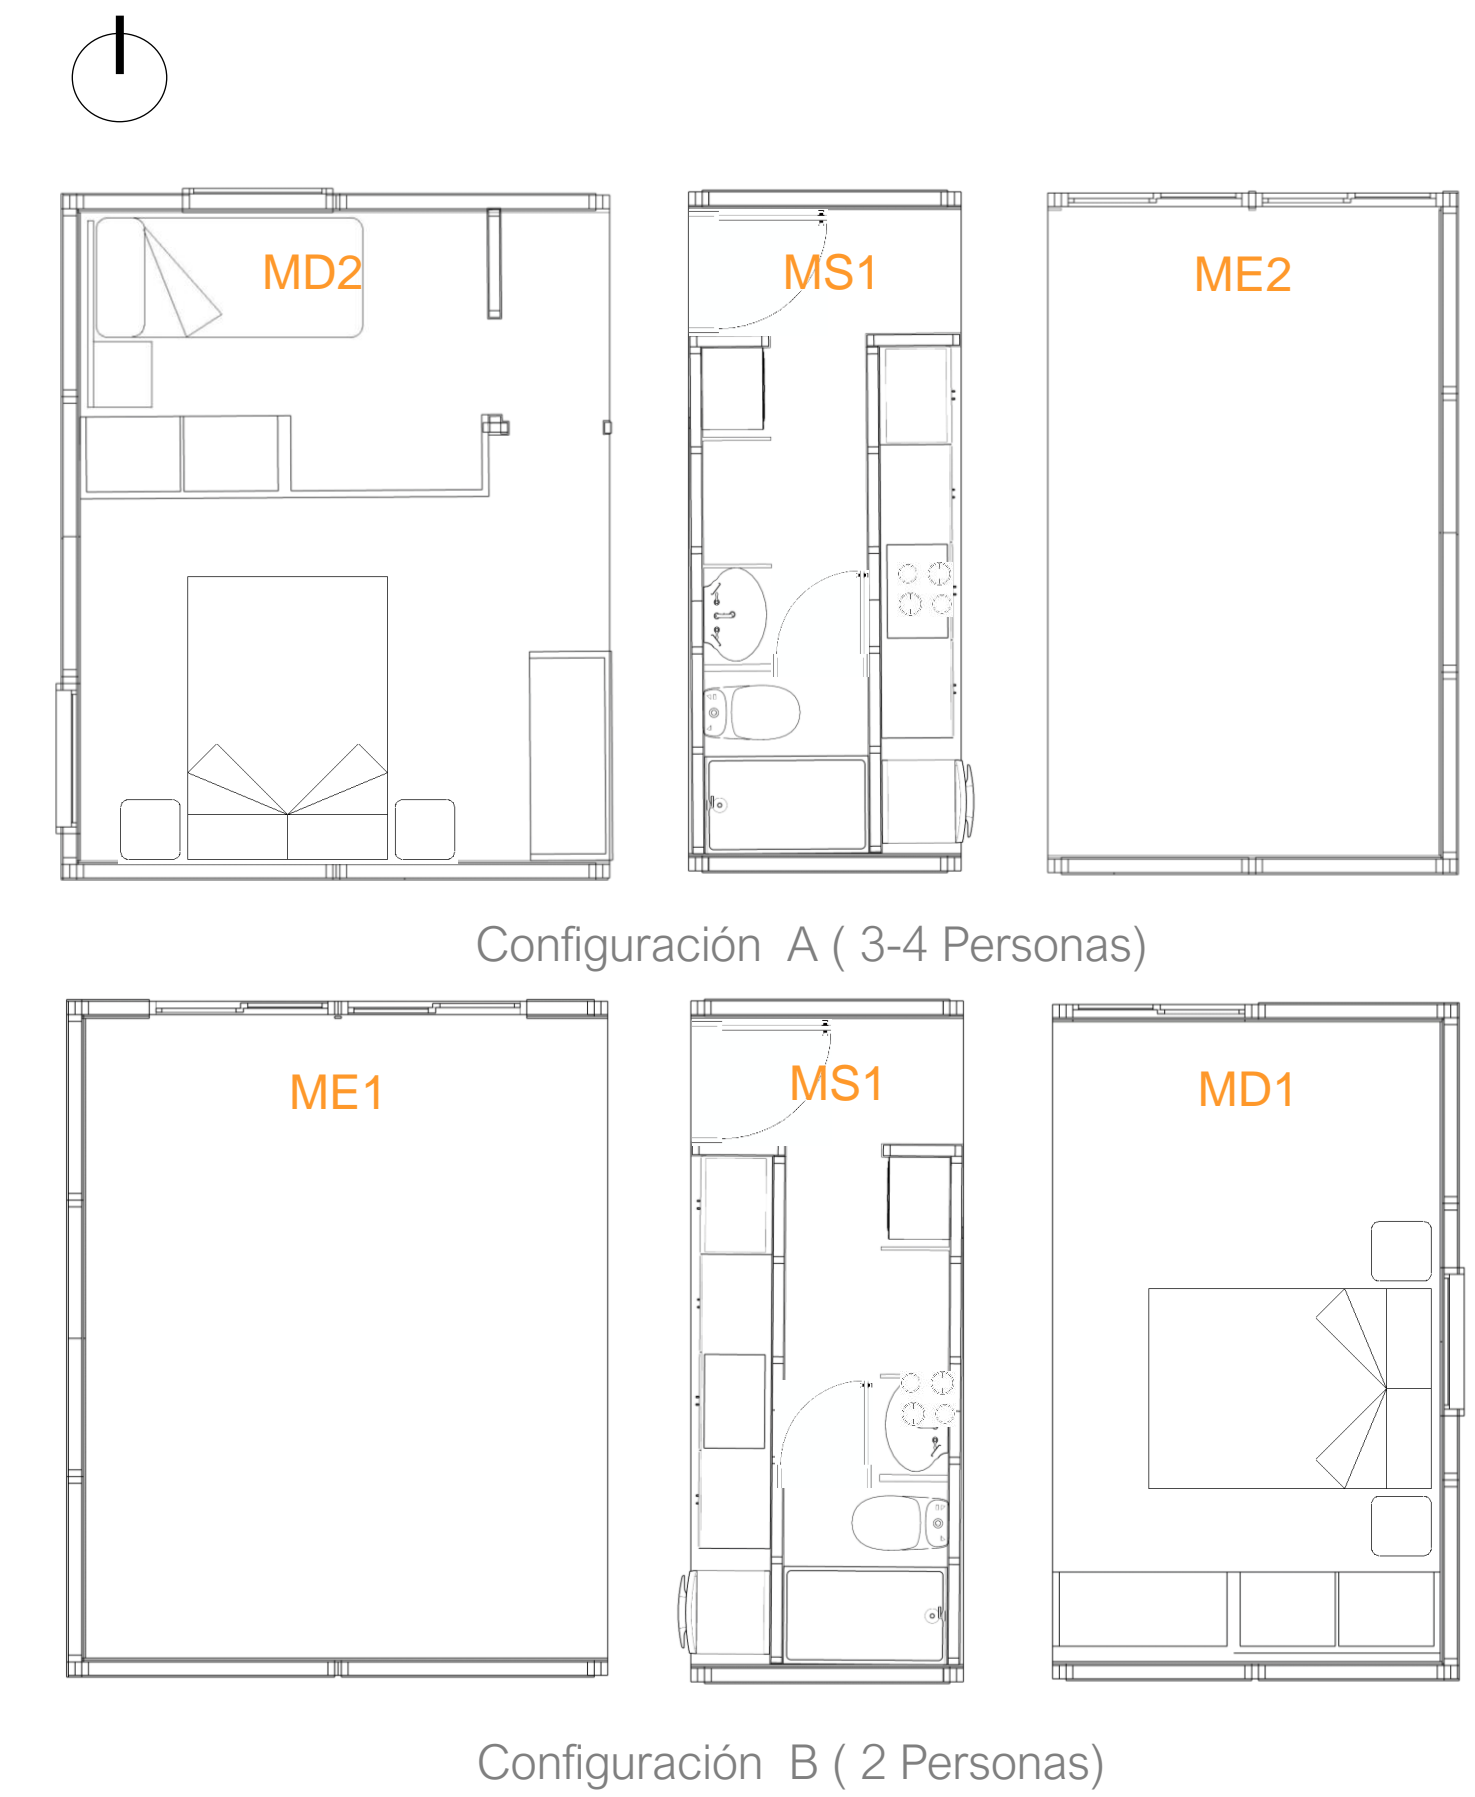 MD2
MS1
ME2
Configuración A ( 3-4 Personas)
ME1
MS1
MD1
Configuración B ( 2 Personas)